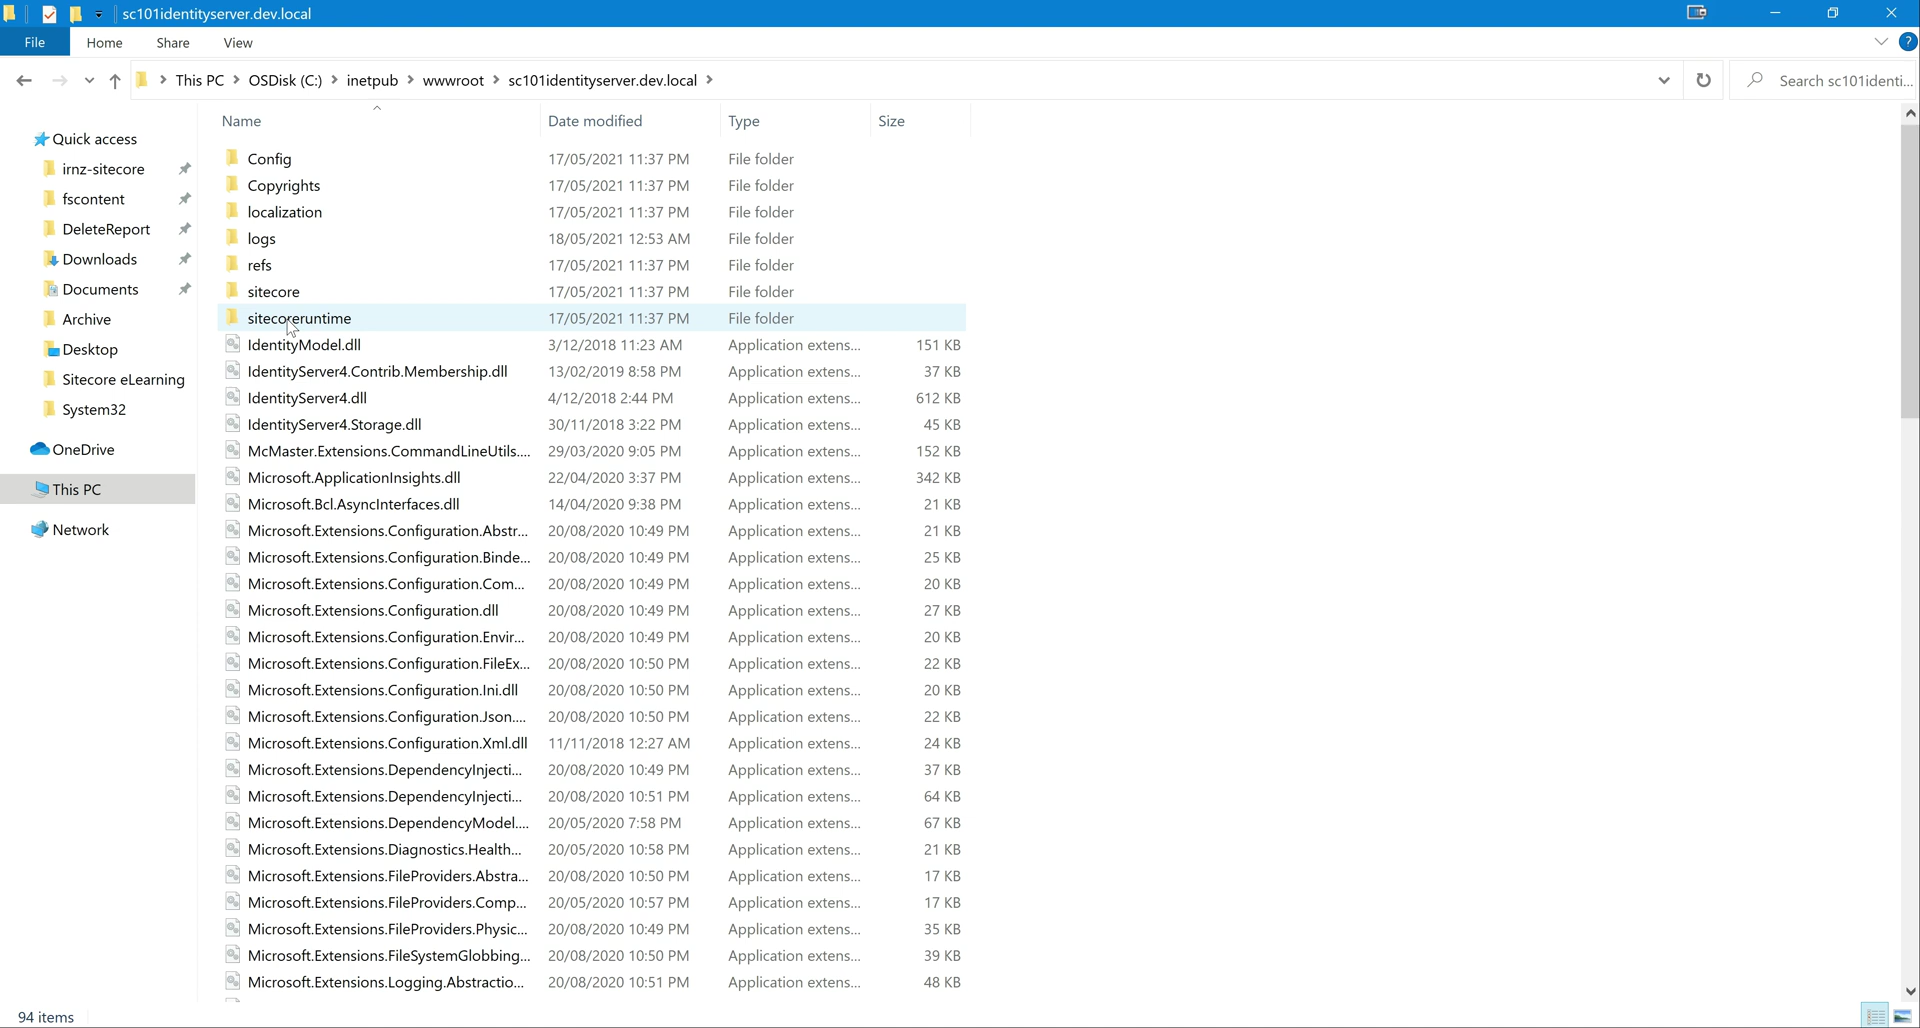 sc101identityserver.dev.local
File Home Share View
This PC OSDisk (C:) inetpub wwwroot sc101identityserver.dev.local Search sc101identi...
Quick access
irnz-sitecore
fscontent
DeleteReport
Downloads
Documents
Archive
Desktop
Sitecore eLearning
System32
OneDrive
This PC
Network
Name Date modified Type Size
Config 17/05/2021 11:37 PM File folder
Copyrights 17/05/2021 11:37 PM File folder
localization 17/05/2021 11:37 PM File folder
logs 18/05/2021 12:53 AM File folder
refs 17/05/2021 11:37 PM File folder
sitecore 17/05/2021 11:37 PM File folder
sitecoreruntime 17/05/2021 11:37 PM File folder
IdentityModel.dll 3/12/2018 11:23 AM Application extens... 151 KB
IdentityServer4.Contrib.Membership.dll 13/02/2019 8:58 PM Application extens... 37 KB
IdentityServer4.dll 4/12/2018 2:44 PM Application extens... 612 KB
IdentityServer4.Storage.dll 30/11/2018 3:22 PM Application extens... 45 KB
McMaster.Extensions.CommandLineUtils.... 29/03/2020 9:05 PM Application extens... 152 KB
Microsoft.ApplicationInsights.dll 22/04/2020 3:37 PM Application extens... 342 KB
Microsoft.Bcl.AsyncInterfaces.dll 14/04/2020 9:38 PM Application extens... 21 KB
Microsoft.Extensions.Configuration.Abstr... 20/08/2020 10:49 PM Application extens... 21 KB
Microsoft.Extensions.Configuration.Binde... 20/08/2020 10:49 PM Application extens... 25 KB
Microsoft.Extensions.Configuration.Com... 20/08/2020 10:49 PM Application extens... 20 KB
Microsoft.Extensions.Configuration.dll 20/08/2020 10:49 PM Application extens... 27 KB
Microsoft.Extensions.Configuration.Envir... 20/08/2020 10:49 PM Application extens... 20 KB
Microsoft.Extensions.Configuration.FileEx... 20/08/2020 10:50 PM Application extens... 22 KB
Microsoft.Extensions.Configuration.Ini.dll 20/08/2020 10:50 PM Application extens... 20 KB
Microsoft.Extensions.Configuration.Json.... 20/08/2020 10:50 PM Application extens... 22 KB
Microsoft.Extensions.Configuration.Xml.dll 11/11/2018 12:27 AM Application extens... 24 KB
Microsoft.Extensions.DependencyInjecti... 20/08/2020 10:49 PM Application extens... 37 KB
Microsoft.Extensions.DependencyInjecti... 20/08/2020 10:51 PM Application extens... 64 KB
Microsoft.Extensions.DependencyModel.... 20/05/2020 7:58 PM Application extens... 67 KB
Microsoft.Extensions.Diagnostics.Health... 20/05/2020 10:58 PM Application extens... 21 KB
Microsoft.Extensions.FileProviders.Abstra... 20/08/2020 10:50 PM Application extens... 17 KB
Microsoft.Extensions.FileProviders.Comp... 20/05/2020 10:57 PM Application extens... 17 KB
Microsoft.Extensions.FileProviders.Physic... 20/08/2020 10:49 PM Application extens... 35 KB
Microsoft.Extensions.FileSystemGlobbing... 20/08/2020 10:50 PM Application extens... 39 KB
Microsoft.Extensions.Logging.Abstractio... 20/08/2020 10:51 PM Application extens... 48 KB
94 items